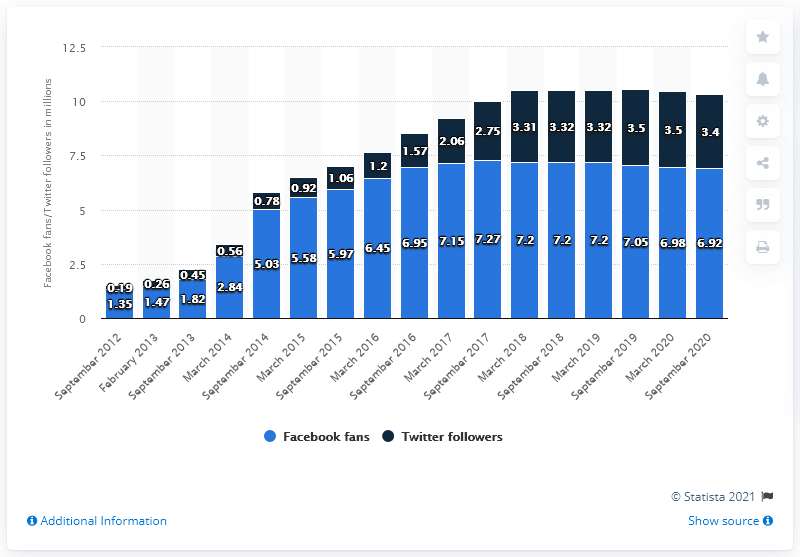 12.5
10
7.5
5
2.5
0
Facebook fans/Twitter followers in millions
0.19 0.26 0.45 0.56 0.78 0.92 1.06 1.2 1.57 2.06 2.75 3.31 3.32 3.32 3.5 3.5 3.4
1.35 1.47 1.82 2.84 5.03 5.58 5.97 6.45 6.95 7.15 7.27 7.2 7.2 7.2 7.05 6.98 6.92
September 2012
February 2013
September 2013
March 2014
September 2014
March 2015
September 2015
March 2016
September 2016
March 2017
September 2017
March 2018
September 2018
March 2019
September 2019
March 2020
September 2020
Facebook fans Twitter followers
© Statista 2021
Additional Information Show source